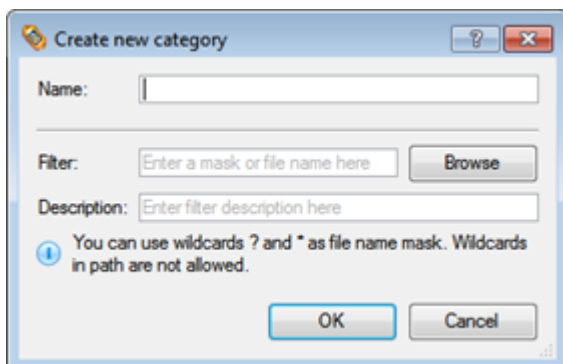 Create new category
Name:
Filter: Enter a mask or file name here Browse
Description: Enter filter description here
You can use wildcards ? and * as file name mask. Wildcards
in path are not allowed.
OK Cancel